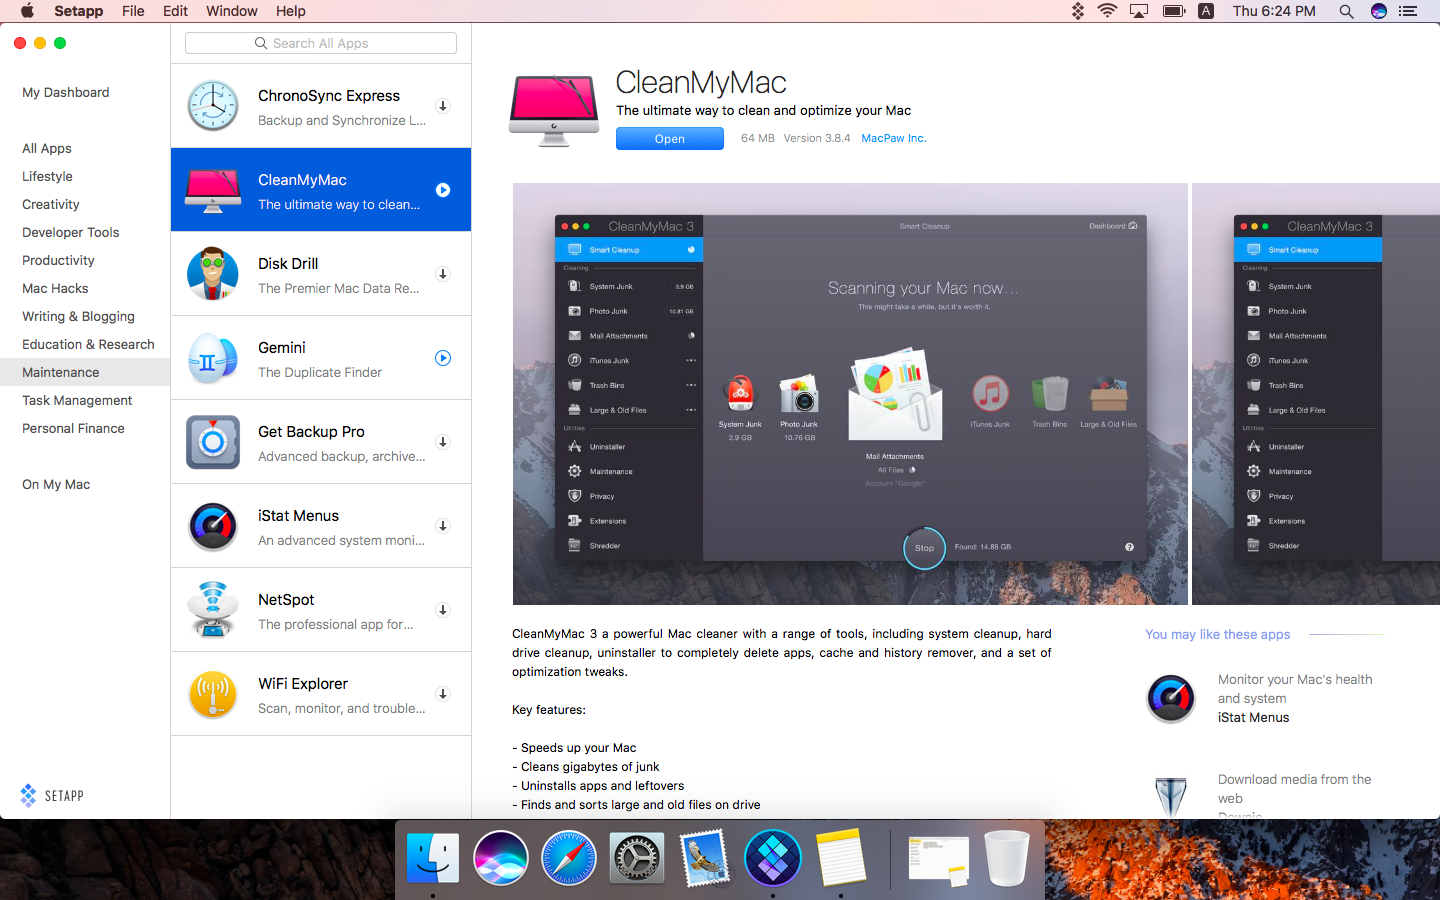 Setapp File Edit Window Help
A Thu 6:24 PM
My Dashboard
All Apps
Lifestyle
Creativity
Developer Tools
Productivity
Mac Hacks
Writing & Blogging
Education & Research
Maintenance
Task Management
Personal Finance
On My Mac
SETAPP
Search All Apps
ChronoSync Express
Backup and Synchronize L...
CleanMyMac
The ultimate way to clean...
Disk Drill
The Premier Mac Data Re...
Gemini
The Duplicate Finder
Get Backup Pro
Advanced backup, archive...
iStat Menus
An advanced system moni...
NetSpot
The professional app for...
WiFi Explorer
Scan, monitor, and trouble...
CleanMyMac
The ultimate way to clean and optimize your Mac
Open 64 MB Version 3.8.4 MacPaw Inc.
CleanMyMac 3 Smart Cleanup Dashboard
Smart Cleanup
Cleaning
System Junk 3.9 GB
Photo Junk 10.81 GB
Mail Attachments
iTunes Junk
Trash Bins
Large & Old Files
Utilities
Uninstaller
Maintenance
Privacy
Extensions
Shredder
Scanning your Mac now...
This might take a while, but it's worth it.
System Junk
3.9 GB
Photo Junk
10.76 GB
Mail Attachments
All Files
Account "Google"
iTunes Junk
Trash Bins
Large & Old Files
Stop Found: 14.88 GB ?
CleanMyMac 3
Smart Cleanup
Cleaning
System Junk
Photo Junk
Mail Attachments
iTunes Junk
Trash Bins
Large & Old Files
Utilities
Uninstaller
Maintenance
Privacy
Extensions
Shredder
CleanMyMac 3 a powerful Mac cleaner with a range of tools, including system cleanup, hard
drive cleanup, uninstaller to completely delete apps, cache and history remover, and a set of
optimization tweaks.
Key features:
- Speeds up your Mac
- Cleans gigabytes of junk
- Uninstalls apps and leftovers
- Finds and sorts large and old files on drive
You may like these apps
Monitor your Mac's health
and system
iStat Menus
Download media from the
web